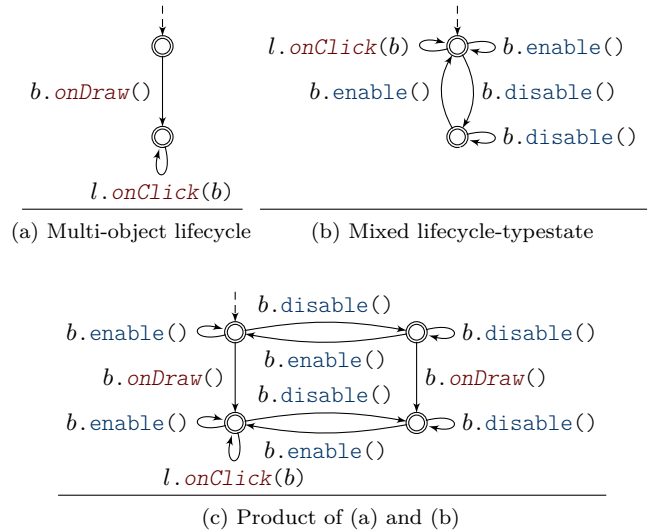 l.onClick(b) b.enable()
b.onDraw() b.enable() b.disable()
b.disable()
l.onClick(b)
(a) Multi-object lifecycle (b) Mixed lifecycle-typestate
b.disable()
b.enable() b.disable()
b.enable()
b.onDraw() b.onDraw()
b.disable()
b.enable() b.disable()
b.enable()
l.onClick(b)
(c) Product of (a) and (b)